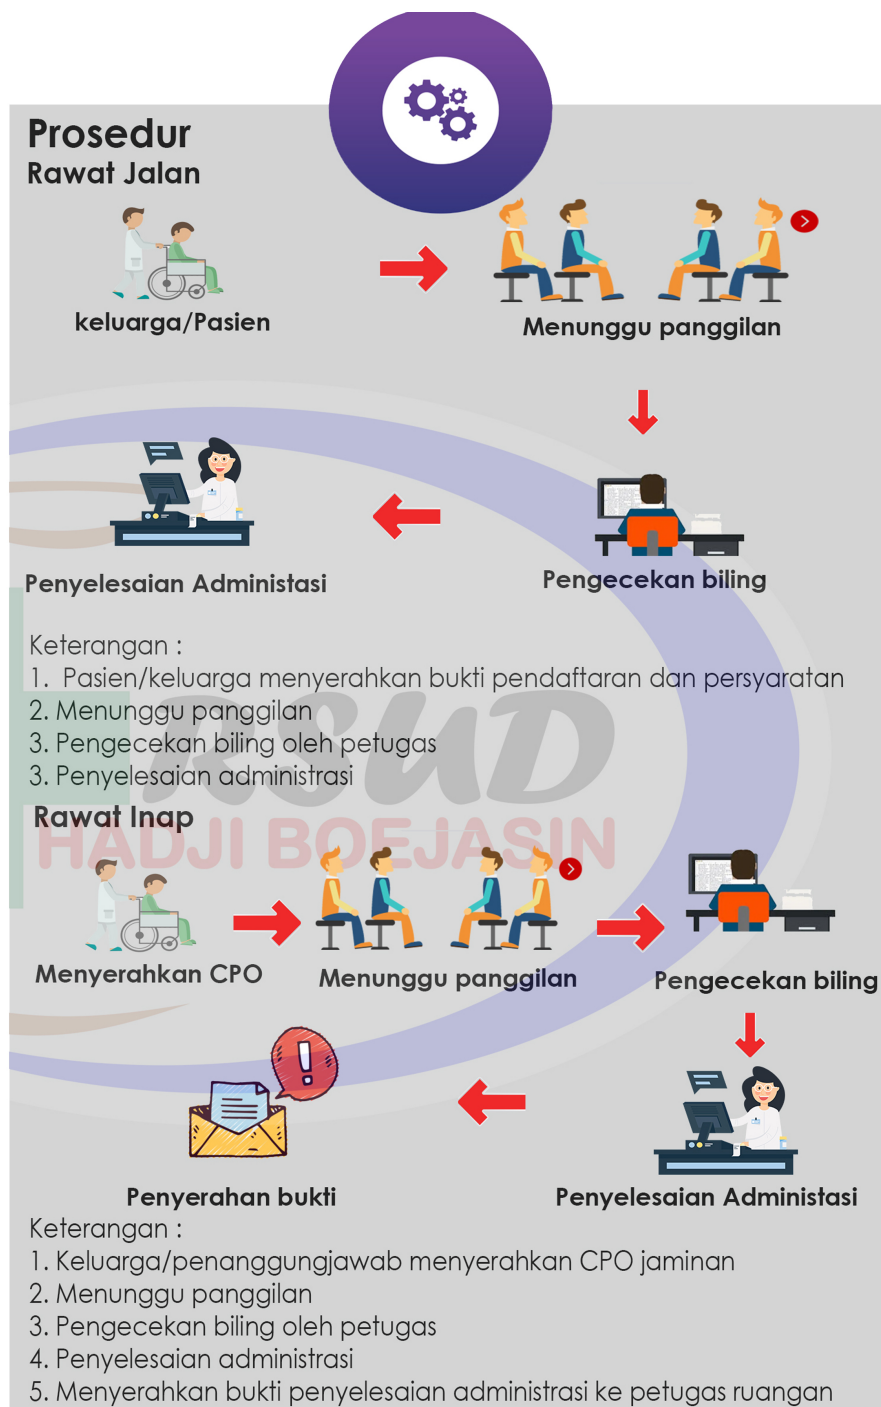 Prosedur
Rawat Jalan
keluarga/Pasien
Menunggu panggilan
Penyelesaian Administasi
Pengecekan biling
Keterangan :
1. Pasien/keluarga menyerahkan bukti pendaftaran dan persyaratan
2. Menunggu panggilan
3. Pengecekan biling oleh petugas
3. Penyelesaian administrasi
RSUD
HADJI BOEJASIN
Rawat Inap
Menyerahkan CPO
Menunggu panggilan
Pengecekan biling
Penyerahan bukti
Penyelesaian Administasi
Keterangan :
1. Keluarga/penanggungjawab menyerahkan CPO jaminan
2. Menunggu panggilan
3. Pengecekan biling oleh petugas
4. Penyelesaian administrasi
5. Menyerahkan bukti penyelesaian administrasi ke petugas ruangan